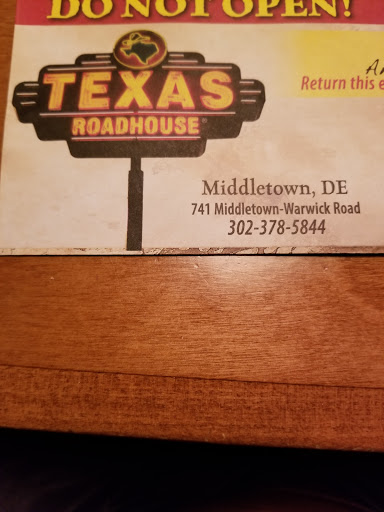 DO NOT OPEN!
Return this
TEXAS
ROADHOUSE
Middletown, DE
741 Middletown-Warwick Road
302-378-5844